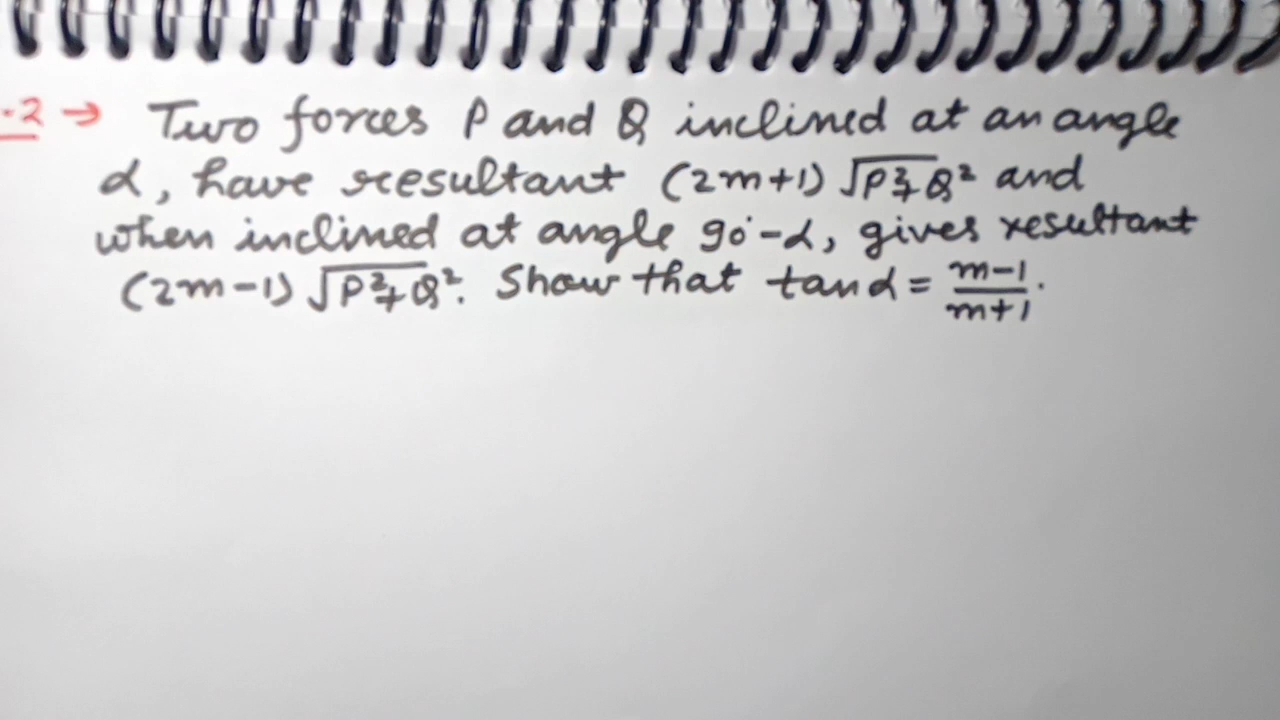 -2 → Two forces P and Q inclined at an angle
α, have resultant (2m+1) √P²+Q² and
when inclined at angle 90°-α, gives resultant
(2m-1) √P²+Q². Show that tan α = m-1/m+1.